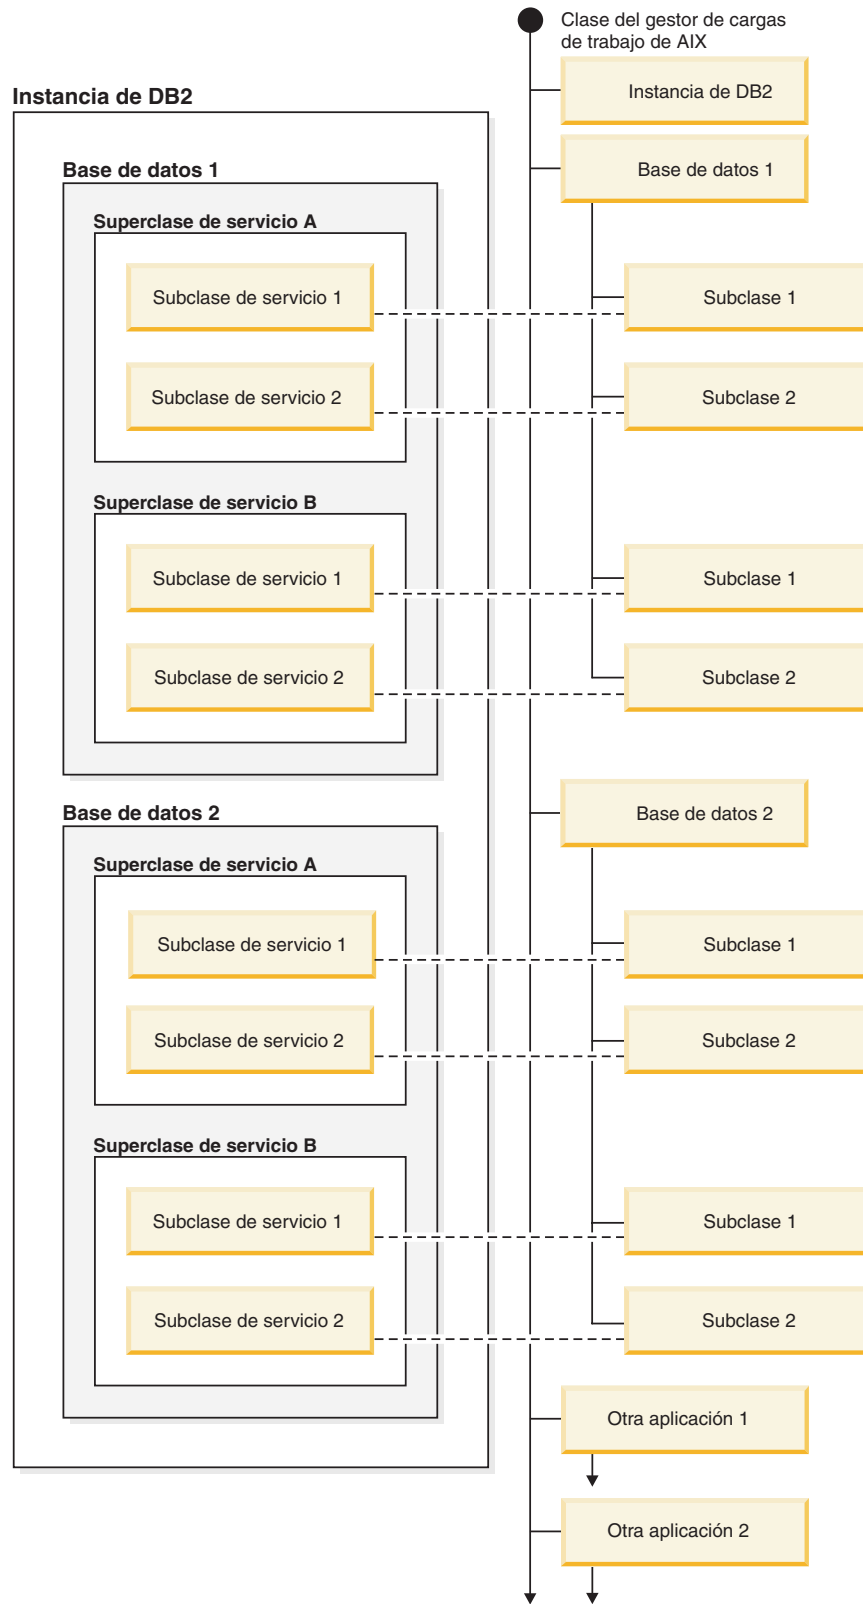 Clase del gestor de cargas
de trabajo de AIX
Instancia de DB2
Instancia de DB2
Base de datos 1
Base de datos 1
Superclase de servicio A
Subclase de servicio 1
Subclase 1
Subclase de servicio 2
Subclase 2
Superclase de servicio B
Subclase de servicio 1
Subclase 1
Subclase de servicio 2
Subclase 2
Base de datos 2
Base de datos 2
Superclase de servicio A
Subclase de servicio 1
Subclase 1
Subclase de servicio 2
Subclase 2
Superclase de servicio B
Subclase de servicio 1
Subclase 1
Subclase de servicio 2
Subclase 2
Otra aplicación 1
Otra aplicación 2